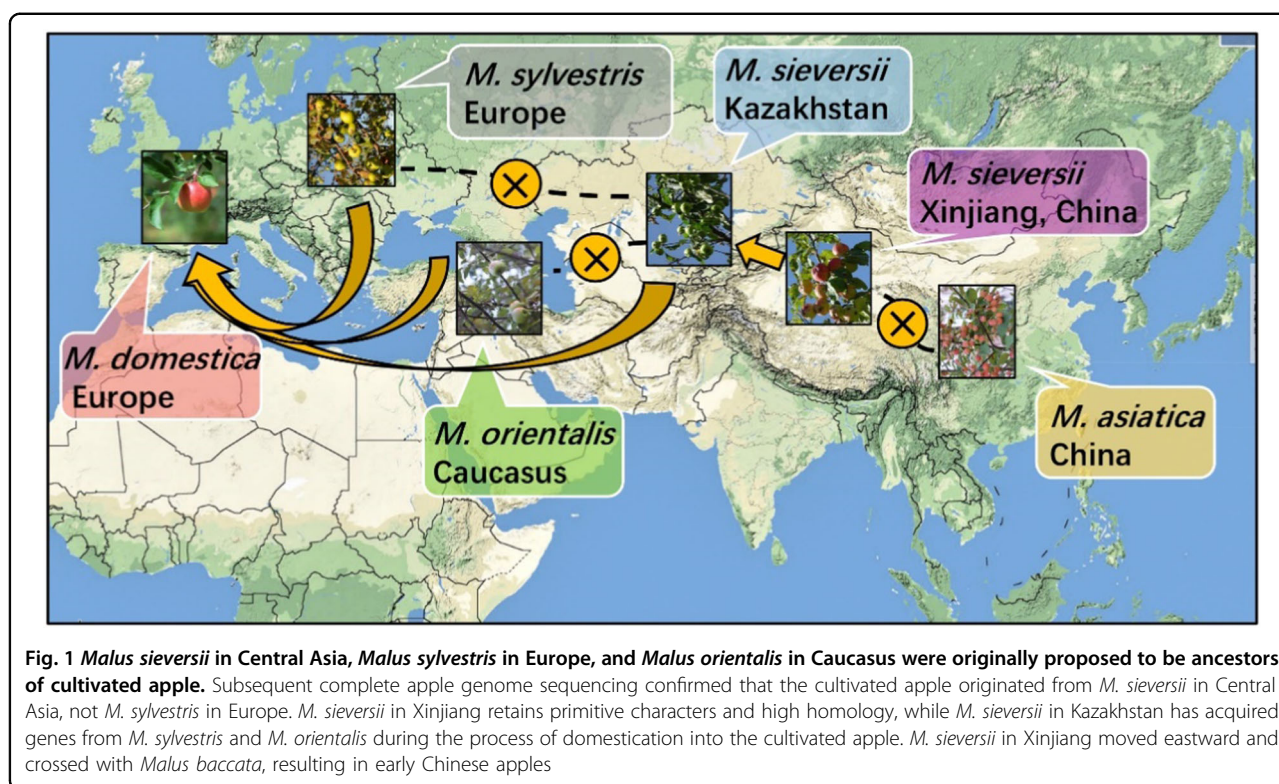 M. sylvestris
Europe
M. sieversii
Kazakhstan
M. sieversii
Xinjiang, China
M. domestica
Europe
M. orientalis
Caucasus
M. asiatica
China
Fig. 1 Malus sieversii in Central Asia, Malus sylvestris in Europe, and Malus orientalis in Caucasus were originally proposed to be ancestors
of cultivated apple. Subsequent complete apple genome sequencing confirmed that the cultivated apple originated from M. sieversii in Central
Asia, not M. sylvestris in Europe. M. sieversii in Xinjiang retains primitive characters and high homology, while M. sieversii in Kazakhstan has acquired
genes from M. sylvestris and M. orientalis during the process of domestication into the cultivated apple. M. sieversii in Xinjiang moved eastward and
crossed with Malus baccata, resulting in early Chinese apples